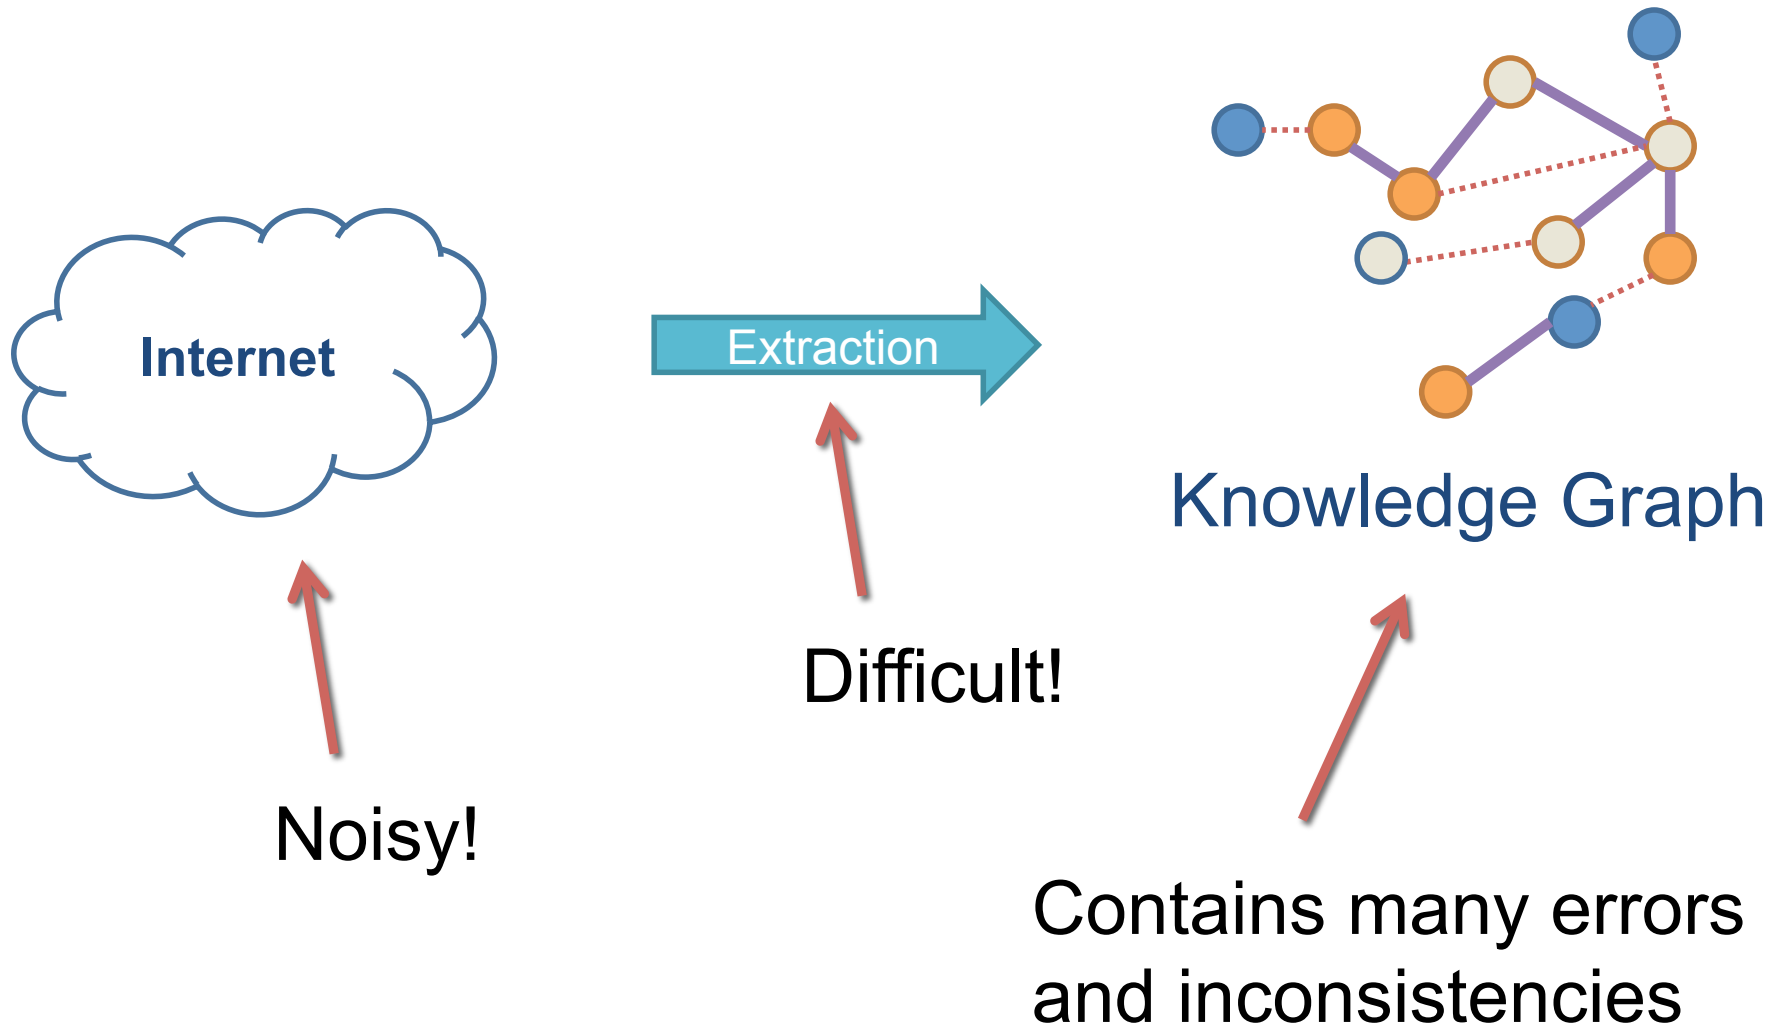 Internet
Extraction
Knowledge Graph
Difficult!
Noisy!
Contains many errors
and inconsistencies